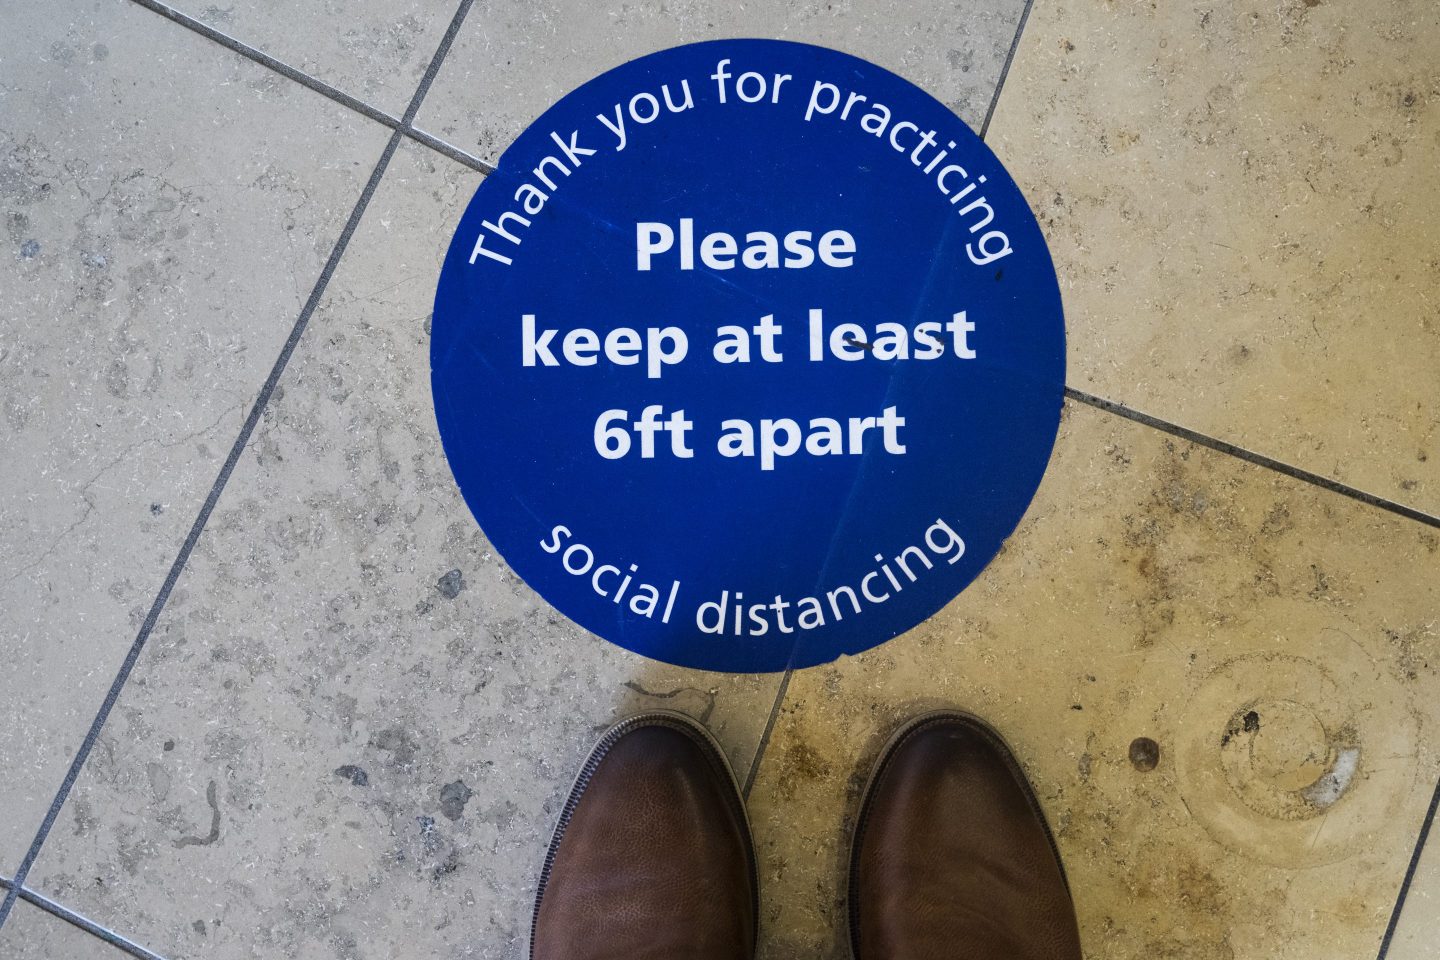 Thank you for practicing
Please
keep at least
6ft apart
social distancing